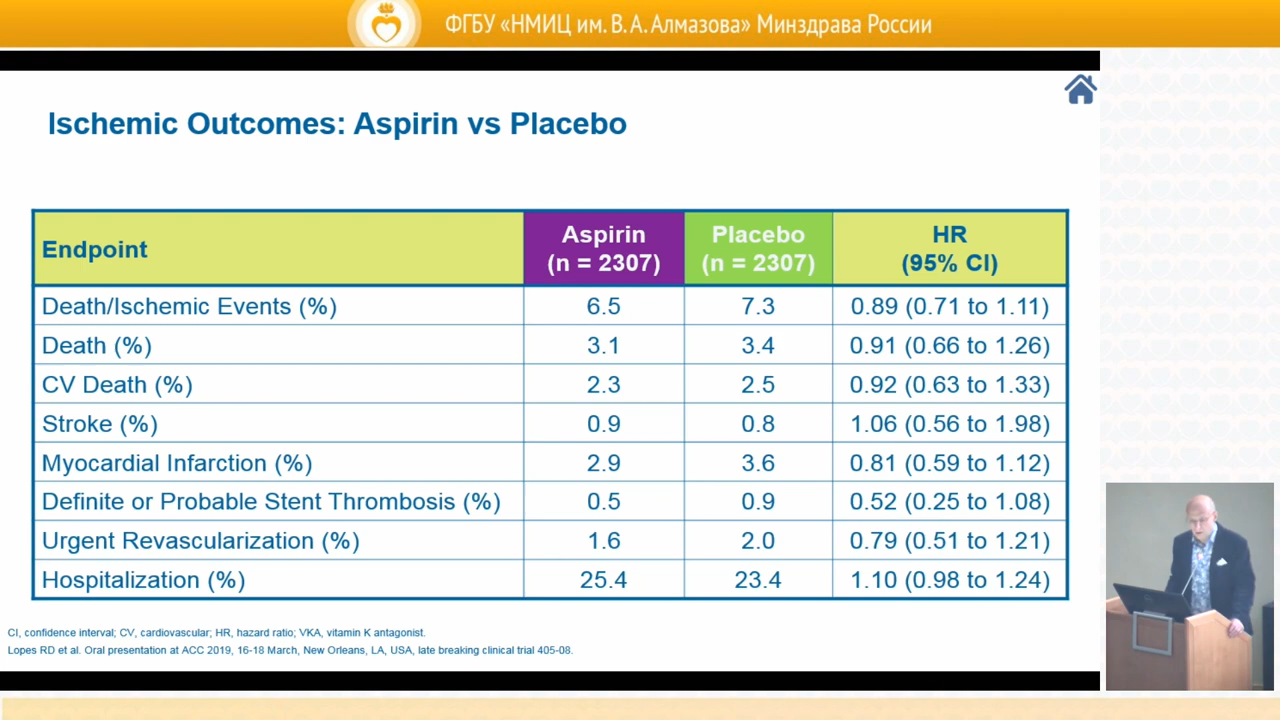 ФГБУ «НМИЦ им. В. А. Алмазова» Минздрава России
Ischemic Outcomes: Aspirin vs Placebo
Endpoint Aspirin (n = 2307) Placebo (n = 2307) HR (95% CI)
Death/Ischemic Events (%) 6.5 7.3 0.89 (0.71 to 1.11)
Death (%) 3.1 3.4 0.91 (0.66 to 1.26)
CV Death (%) 2.3 2.5 0.92 (0.63 to 1.33)
Stroke (%) 0.9 0.8 1.06 (0.56 to 1.98)
Myocardial Infarction (%) 2.9 3.6 0.81 (0.59 to 1.12)
Definite or Probable Stent Thrombosis (%) 0.5 0.9 0.52 (0.25 to 1.08)
Urgent Revascularization (%) 1.6 2.0 0.79 (0.51 to 1.21)
Hospitalization (%) 25.4 23.4 1.10 (0.98 to 1.24)
CI, confidence interval; CV, cardiovascular; HR, hazard ratio; VKA, vitamin K antagonist.
Lopes RD et al. Oral presentation at ACC 2019, 16-18 March, New Orleans, LA, USA, late breaking clinical trial 405-08.